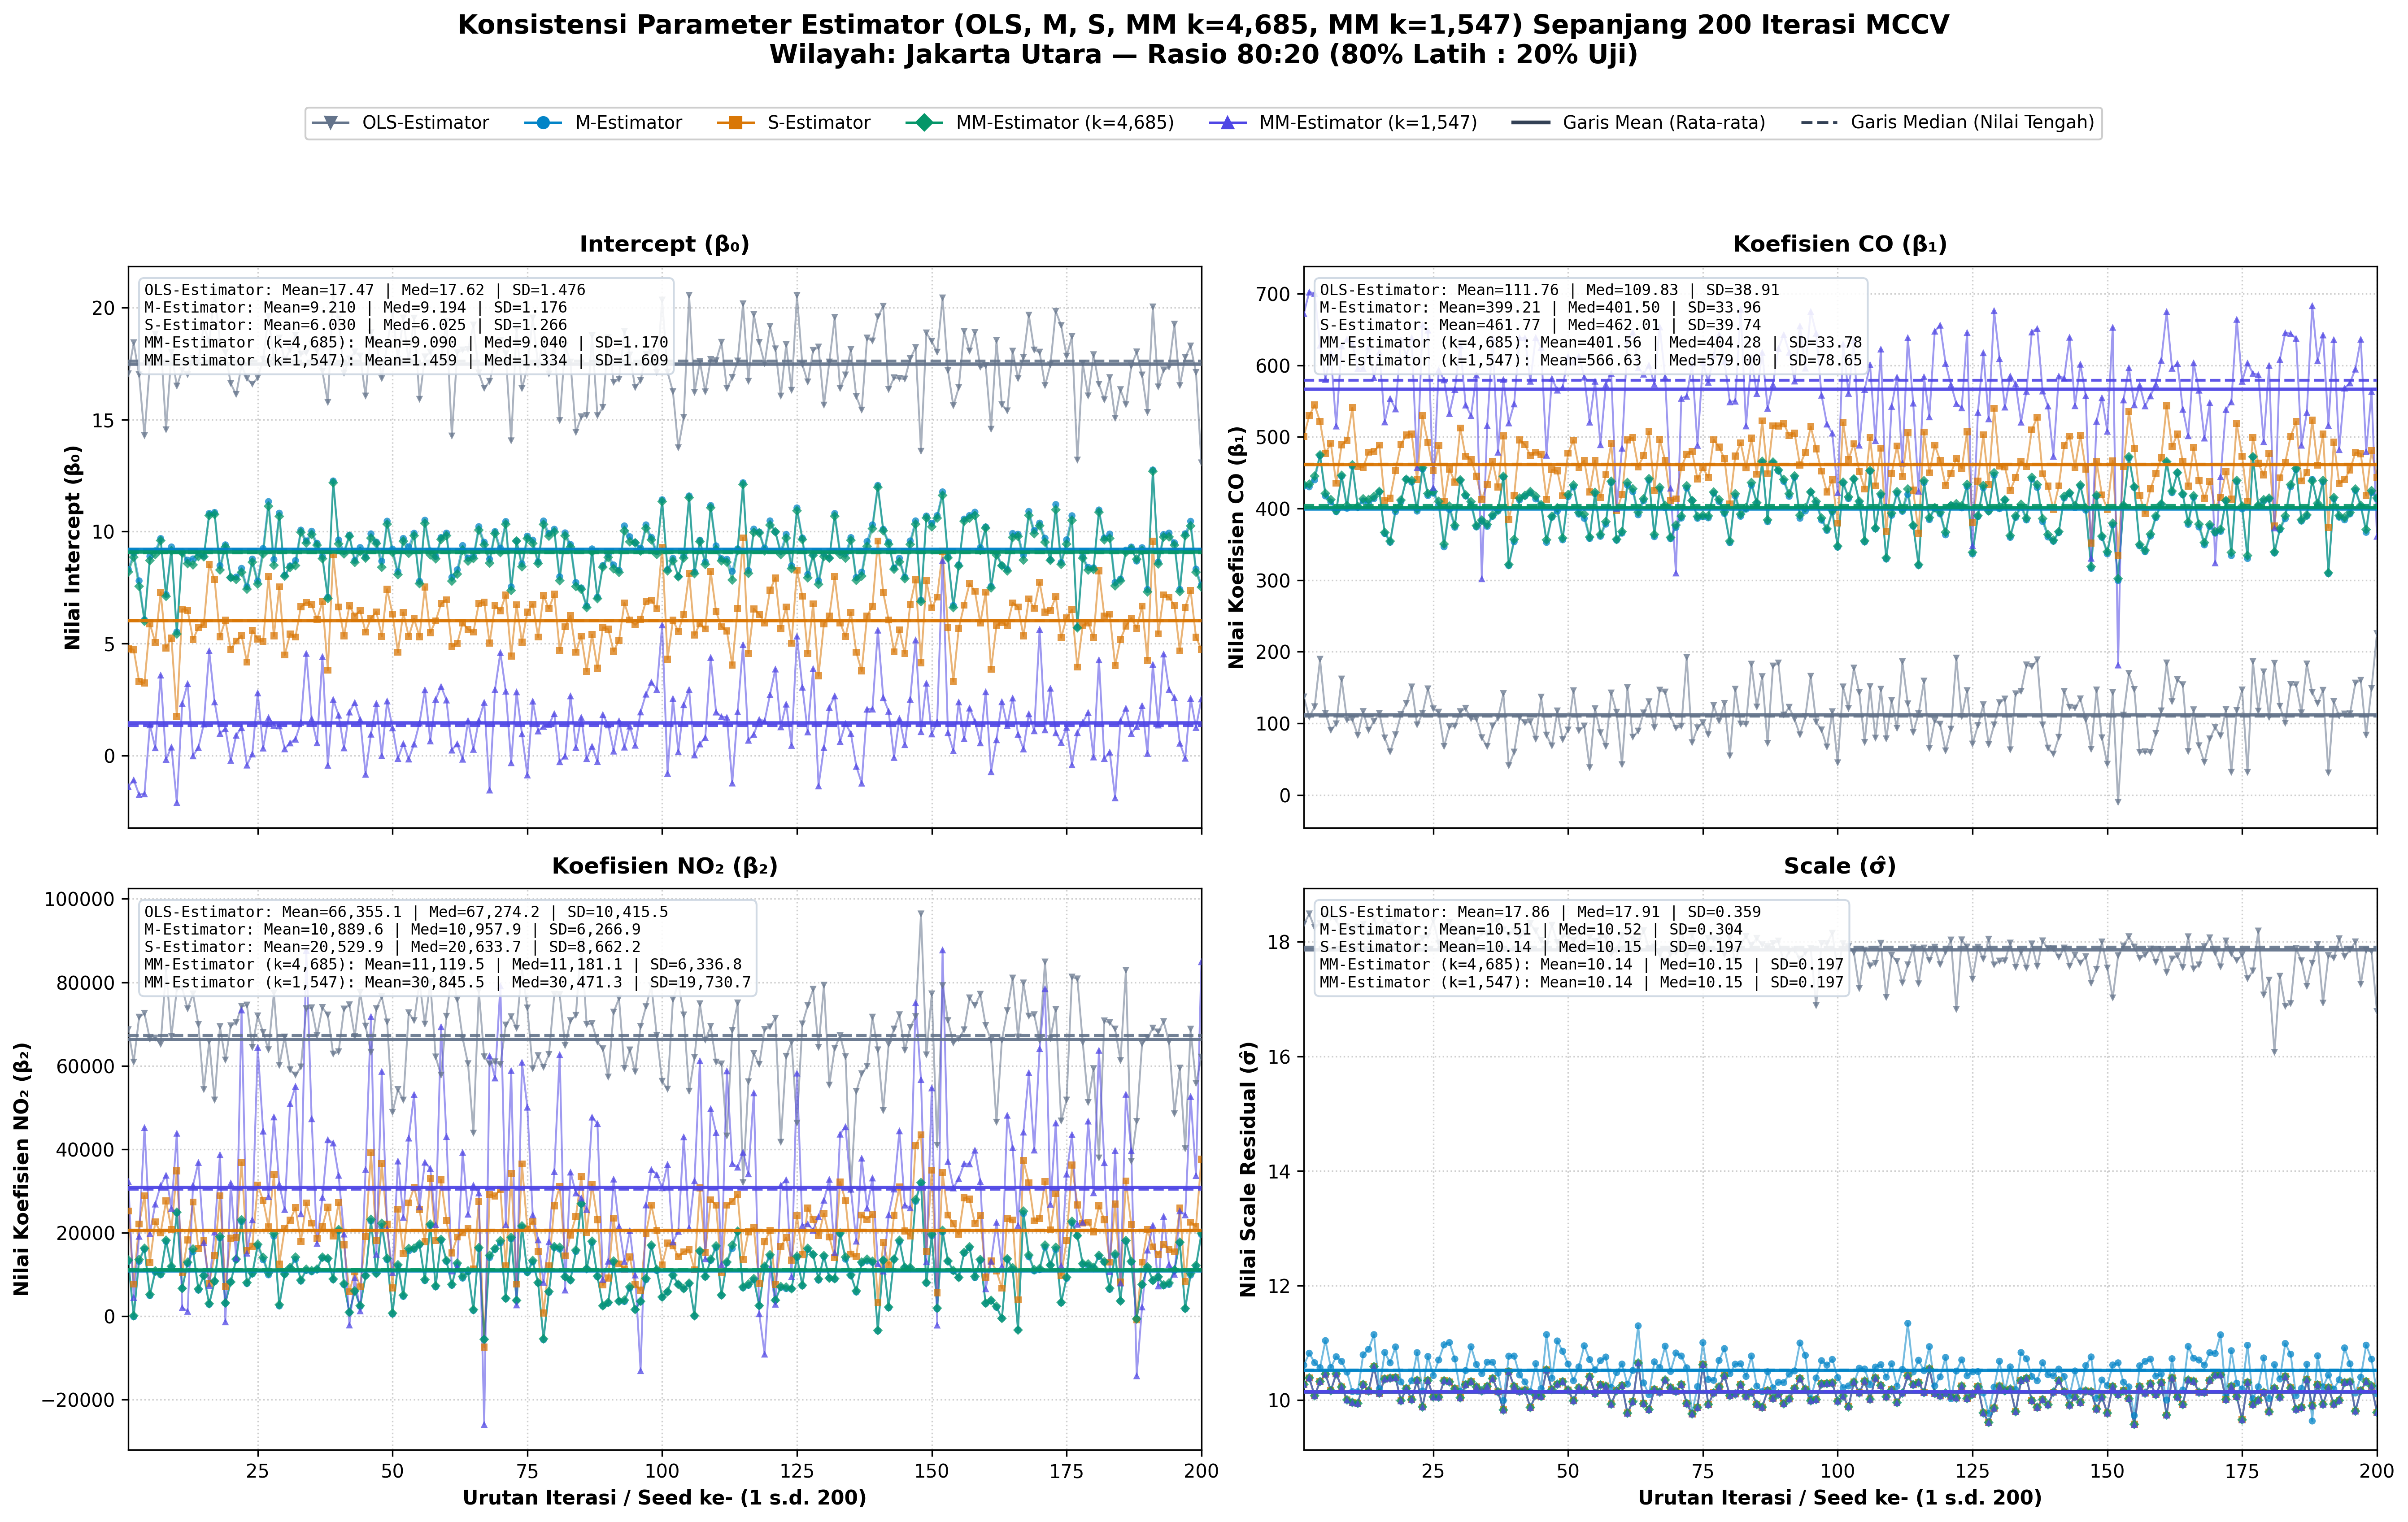 Konsistensi Parameter Estimator (OLS, M, S, MM k=4,685, MM k=1,547) Sepanjang 200 Iterasi MCCV
Wilayah: Jakarta Utara — Rasio 80:20 (80% Latih : 20% Uji)
OLS-Estimator
M-Estimator
S-Estimator
MM-Estimator (k=4,685)
MM-Estimator (k=1,547)
Garis Mean (Rata-rata)
Garis Median (Nilai Tengah)
Intercept (β₀)
OLS-Estimator: Mean=17.47 | Med=17.62 | SD=1.476
M-Estimator: Mean=9.210 | Med=9.194 | SD=1.176
S-Estimator: Mean=6.030 | Med=6.025 | SD=1.266
MM-Estimator (k=4,685): Mean=9.090 | Med=9.040 | SD=1.170
MM-Estimator (k=1,547): Mean=1.459 | Med=1.334 | SD=1.609
Nilai Intercept (β₀)
20
15
10
5
0
Koefisien CO (β₁)
OLS-Estimator: Mean=111.76 | Med=109.83 | SD=38.91
M-Estimator: Mean=399.21 | Med=401.50 | SD=33.96
S-Estimator: Mean=461.77 | Med=462.01 | SD=39.74
MM-Estimator (k=4,685): Mean=401.56 | Med=404.28 | SD=33.78
MM-Estimator (k=1,547): Mean=566.63 | Med=579.00 | SD=78.65
Nilai Koefisien CO (β₁)
700
600
500
400
300
200
100
0
Koefisien NO₂ (β₂)
OLS-Estimator: Mean=66,355.1 | Med=67,274.2 | SD=10,415.5
M-Estimator: Mean=10,889.6 | Med=10,957.9 | SD=6,266.9
S-Estimator: Mean=20,529.9 | Med=20,633.7 | SD=8,662.2
MM-Estimator (k=4,685): Mean=11,119.5 | Med=11,181.1 | SD=6,336.8
MM-Estimator (k=1,547): Mean=30,845.5 | Med=30,471.3 | SD=19,730.7
Nilai Koefisien NO₂ (β₂)
100000
80000
60000
40000
20000
0
−20000
25 50 75 100 125 150 175 200
Urutan Iterasi / Seed ke- (1 s.d. 200)
Scale (σ̂)
OLS-Estimator: Mean=17.86 | Med=17.91 | SD=0.359
M-Estimator: Mean=10.51 | Med=10.52 | SD=0.304
S-Estimator: Mean=10.14 | Med=10.15 | SD=0.197
MM-Estimator (k=4,685): Mean=10.14 | Med=10.15 | SD=0.197
MM-Estimator (k=1,547): Mean=10.14 | Med=10.15 | SD=0.197
Nilai Scale Residual (σ̂)
18
16
14
12
10
25 50 75 100 125 150 175 200
Urutan Iterasi / Seed ke- (1 s.d. 200)